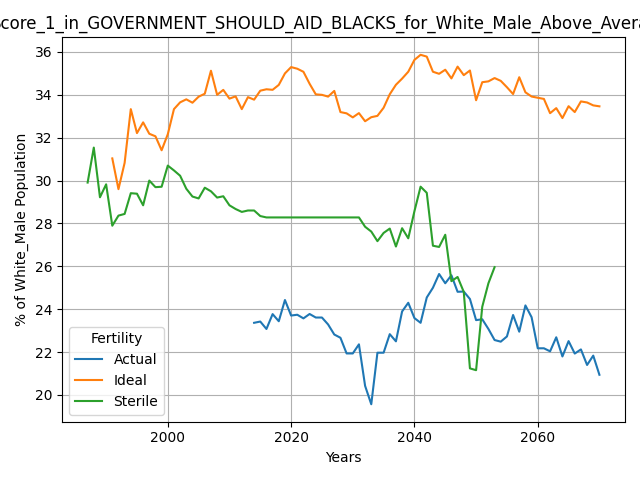 core_1_in_GOVERNMENT_SHOULD_AID_BLACKS_for_White_Male_Above_Avera
36
34
32
30
28
26
24
22
20
% of White_Male Population
Fertility
Actual
Ideal
Sterile
2000
2020
2040
2060
Years